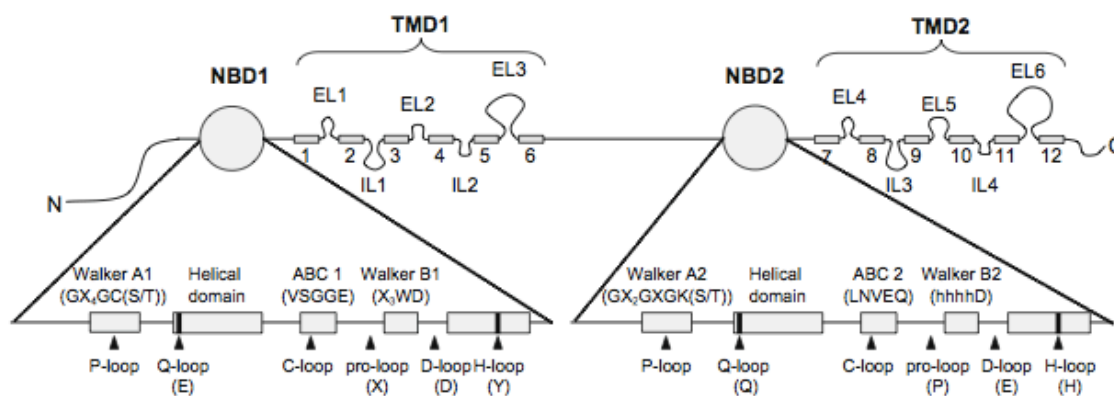 TMD1 TMD2
NBD1 EL3 NBD2 EL6
EL1 EL2 EL4 EL5
1 2 3 4 5 6 7 8 9 10 11 12
IL1 IL2 IL3 IL4
N
Walker A1 Helical ABC 1 Walker B1 Walker A2 Helical ABC 2 Walker B2
(GX₄GC(S/T)) domain (VSGGE) (X₃WD) (GX₂GXGK(S/T)) domain (LNVEQ) (hhhhD)
P-loop Q-loop C-loop pro-loop D-loop H-loop P-loop Q-loop C-loop pro-loop D-loop H-loop
(E) (X) (D) (Y) (Q) (P) (E) (H)